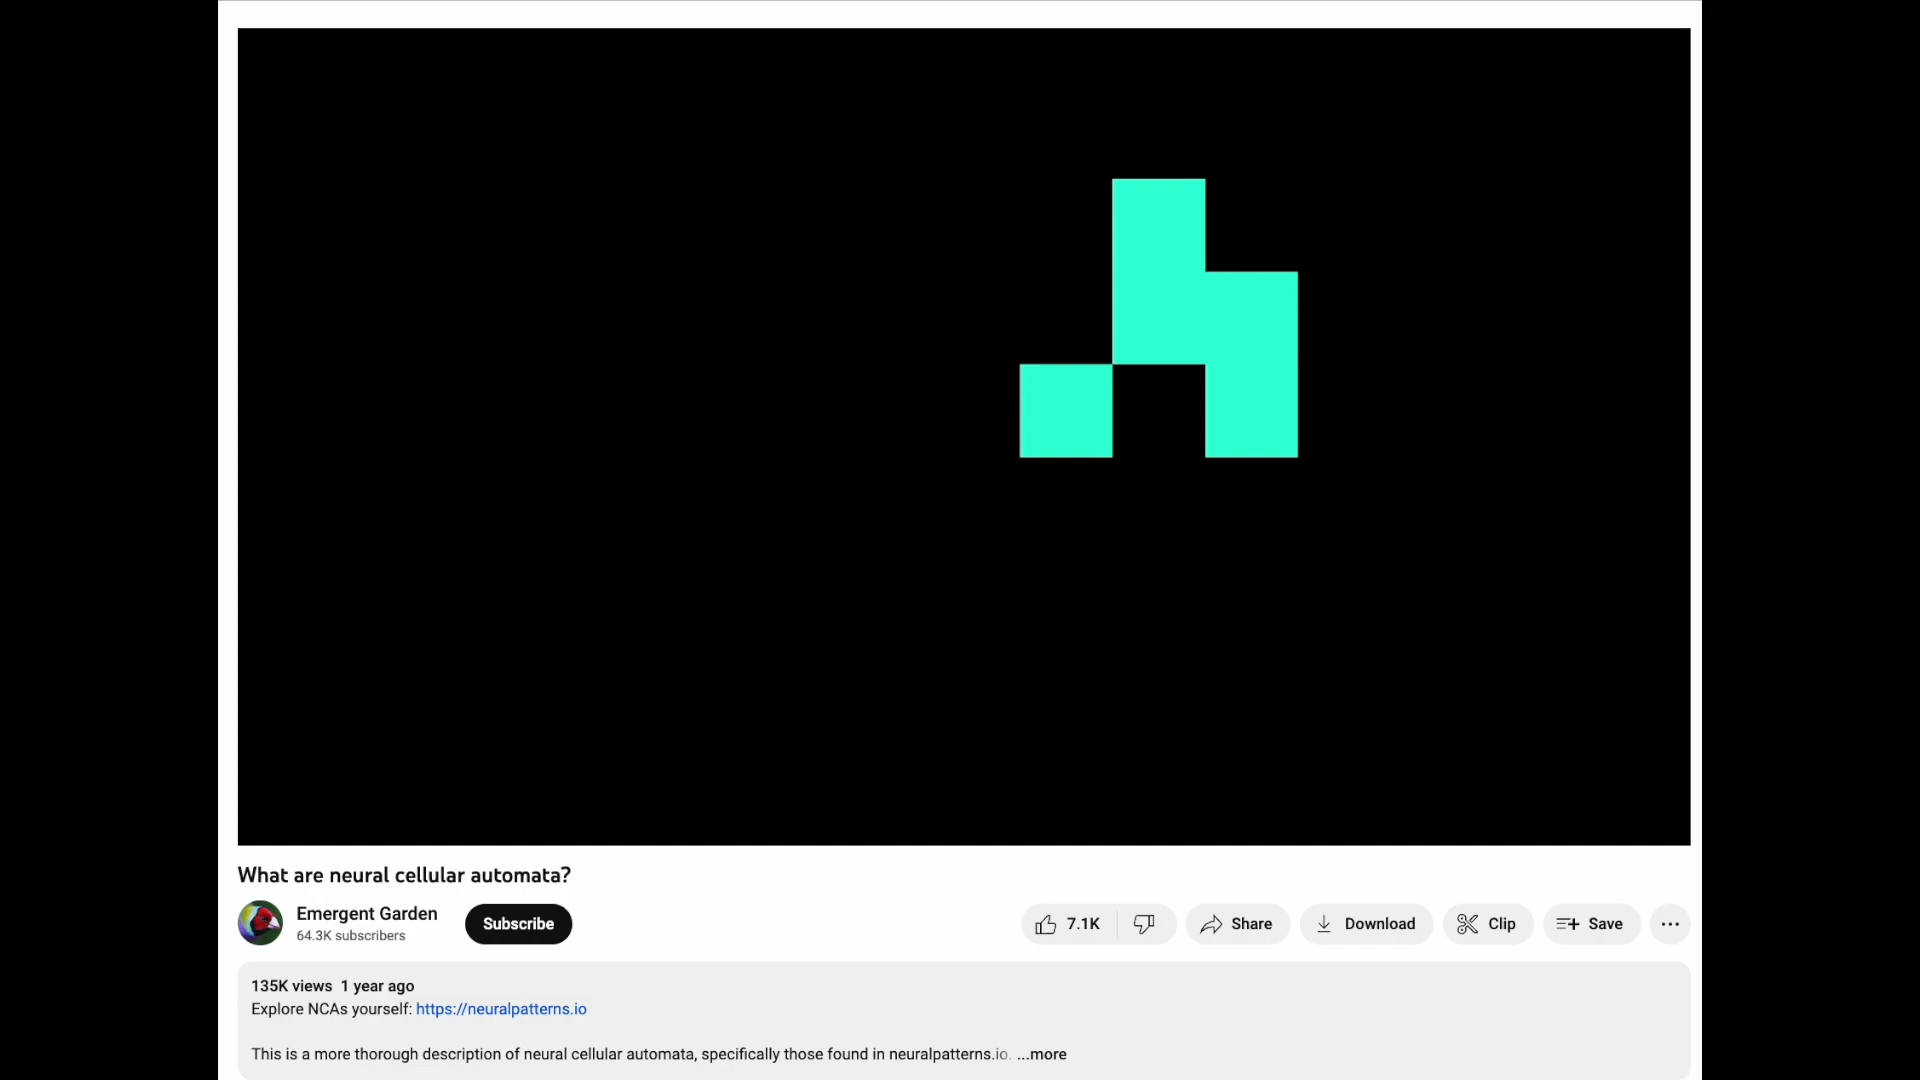 What are neural cellular automata?
Emergent Garden
64.3K subscribers
Subscribe
7.1K
Share
Download
Clip
Save
135K views 1 year ago
Explore NCAs yourself: https://neuralpatterns.io
This is a more thorough description of neural cellular automata, specifically those found in neuralpatterns.io. ...more